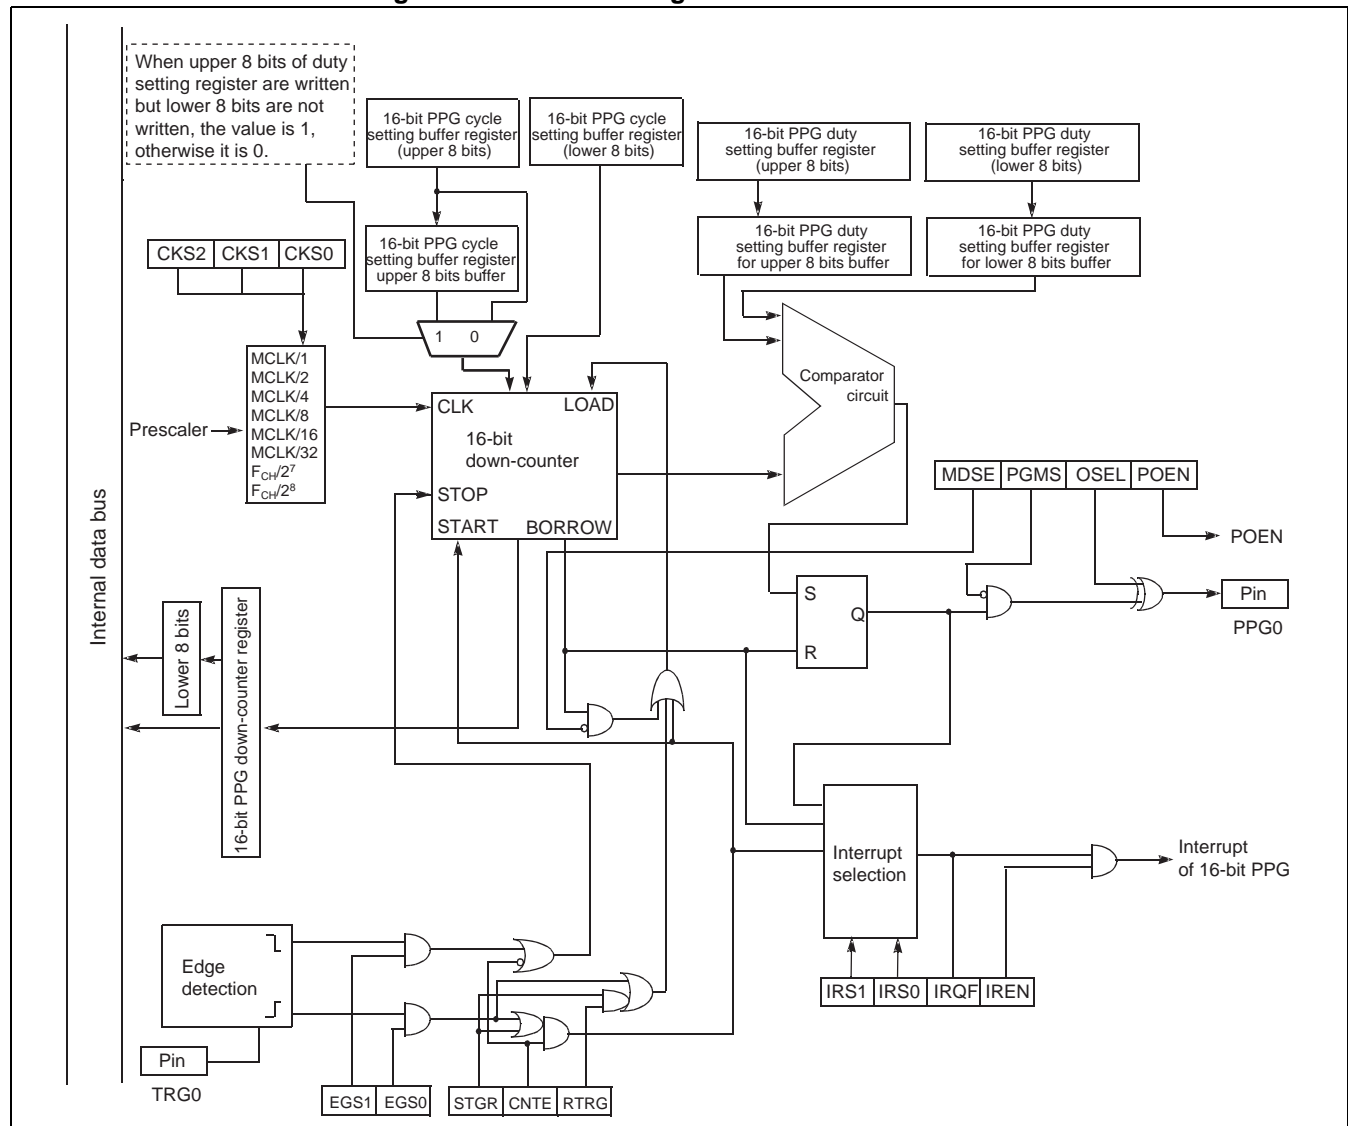 When upper 8 bits of duty
setting register are written
but lower 8 bits are not
written, the value is 1,
otherwise it is 0.
16-bit PPG cycle
setting buffer register
(upper 8 bits)
16-bit PPG cycle
setting buffer register
(lower 8 bits)
16-bit PPG duty
setting buffer register
(upper 8 bits)
16-bit PPG duty
setting buffer register
(lower 8 bits)
16-bit PPG cycle
setting buffer register
upper 8 bits buffer
16-bit PPG duty
setting buffer register
for upper 8 bits buffer
16-bit PPG duty
setting buffer register
for lower 8 bits buffer
CKS2 CKS1 CKS0
1 0
MCLK/1
MCLK/2
MCLK/4
MCLK/8
MCLK/16
MCLK/32
FCH/2⁷
FCH/2⁸
Prescaler
CLK
LOAD
16-bit
down-counter
STOP
START
BORROW
Comparator
circuit
MDSE PGMS OSEL POEN
POEN
Pin
PPG0
S
Q
R
Internal data bus
Lower 8 bits
16-bit PPG down-counter register
Interrupt
selection
Interrupt
of 16-bit PPG
IRS1 IRS0 IRQF IREN
Edge
detection
Pin
TRG0
EGS1 EGS0
STGR CNTE RTRG